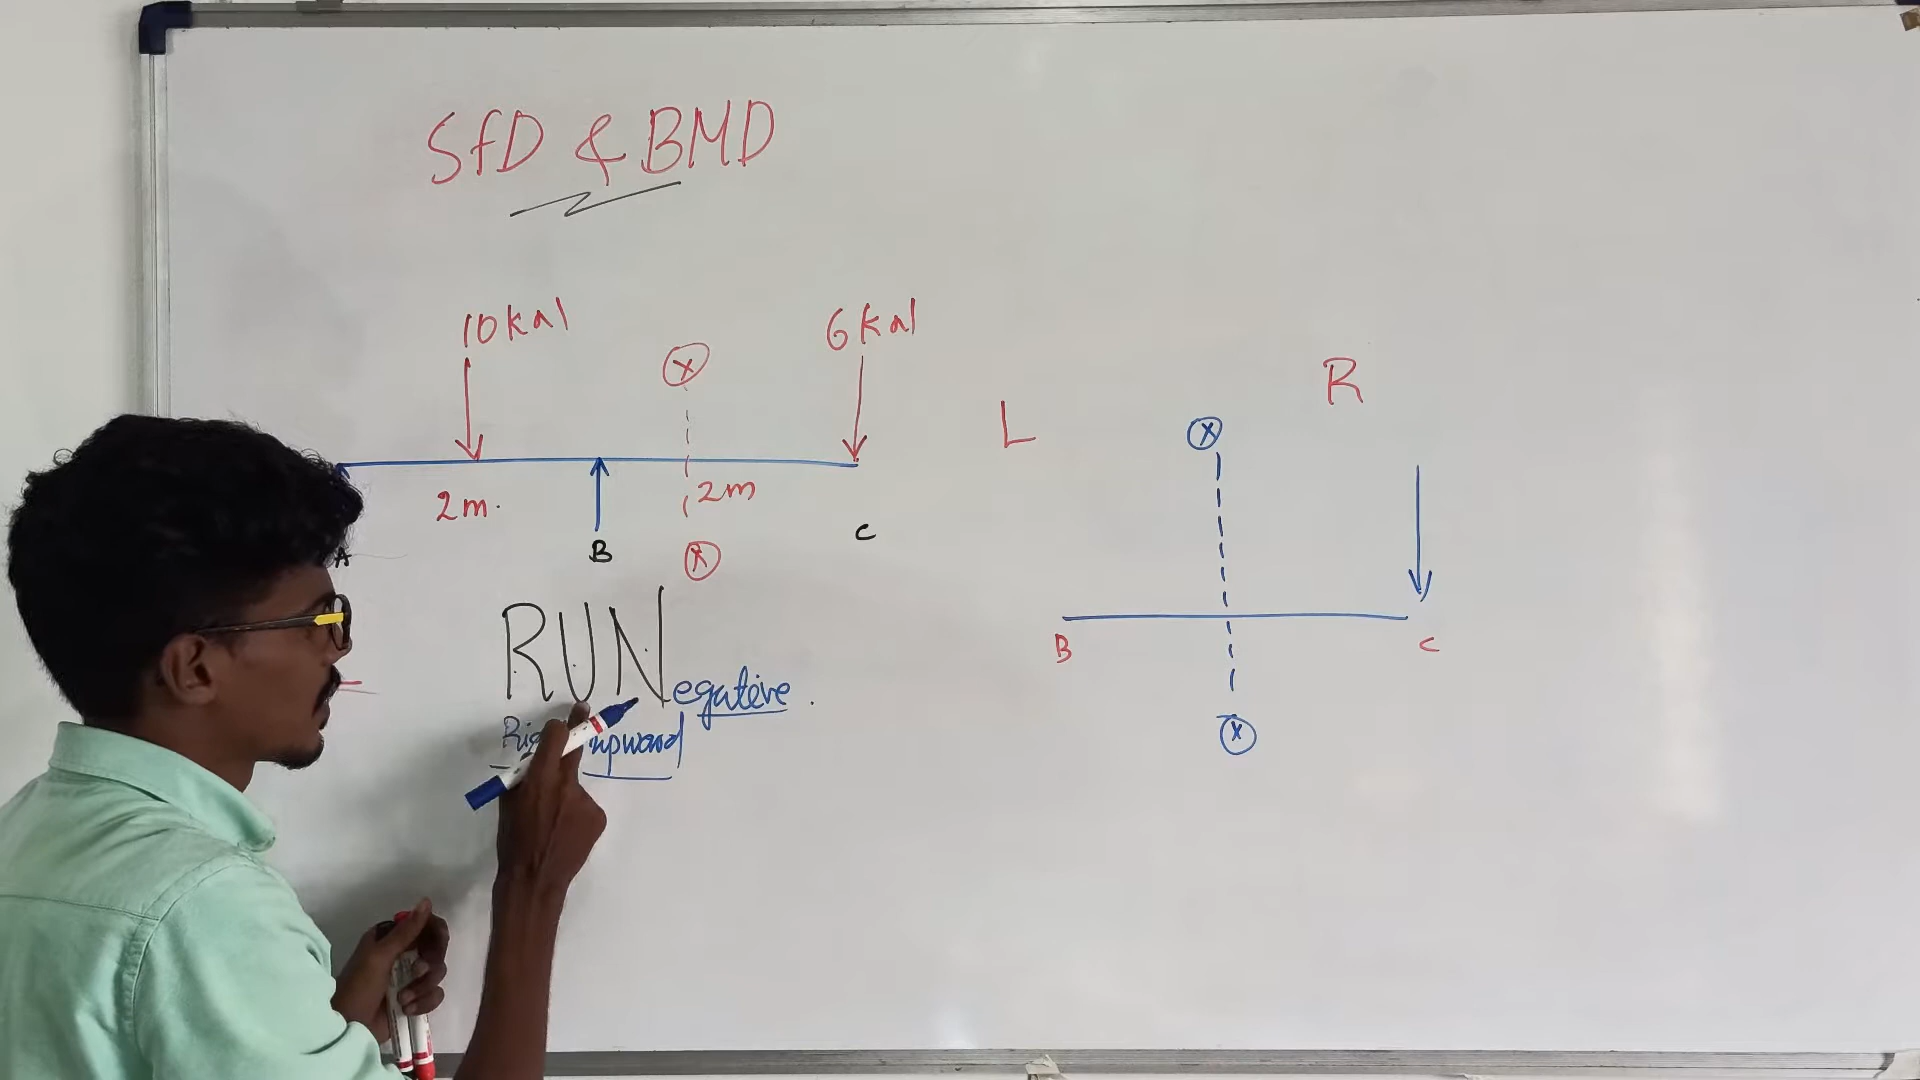 SfD & BMD
10kN
6kN
X
2m.
2m
A
B
C
X
RUNegative.
upward
L
R
X
B
C
X